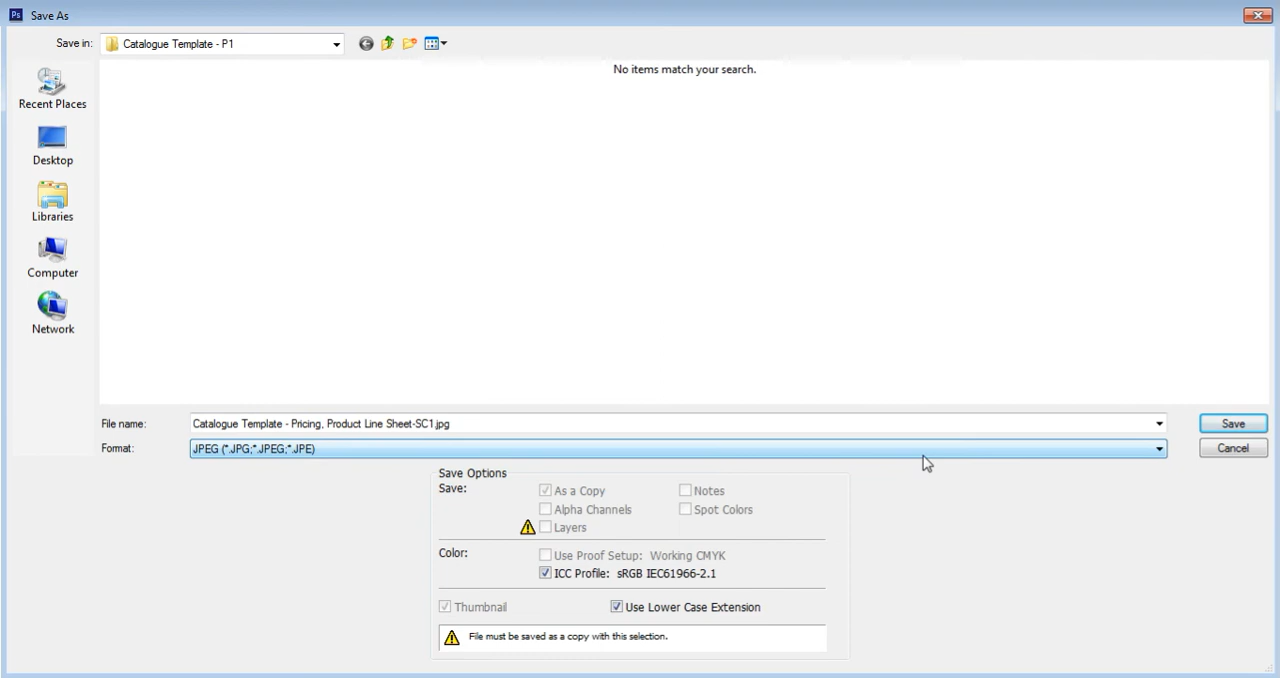 Ps Save As
Save in: Catalogue Template - P1
No items match your search.
Recent Places
Desktop
Libraries
Computer
Network
File name: Catalogue Template - Pricing, Product Line Sheet-SC1.jpg Save
Format: JPEG (*.JPG;*.JPEG;*.JPE) Cancel
Save Options
Save: As a Copy Notes
Alpha Channels Spot Colors
Layers
Color: Use Proof Setup: Working CMYK
ICC Profile: sRGB IEC61966-2.1
Thumbnail Use Lower Case Extension
File must be saved as a copy with this selection.